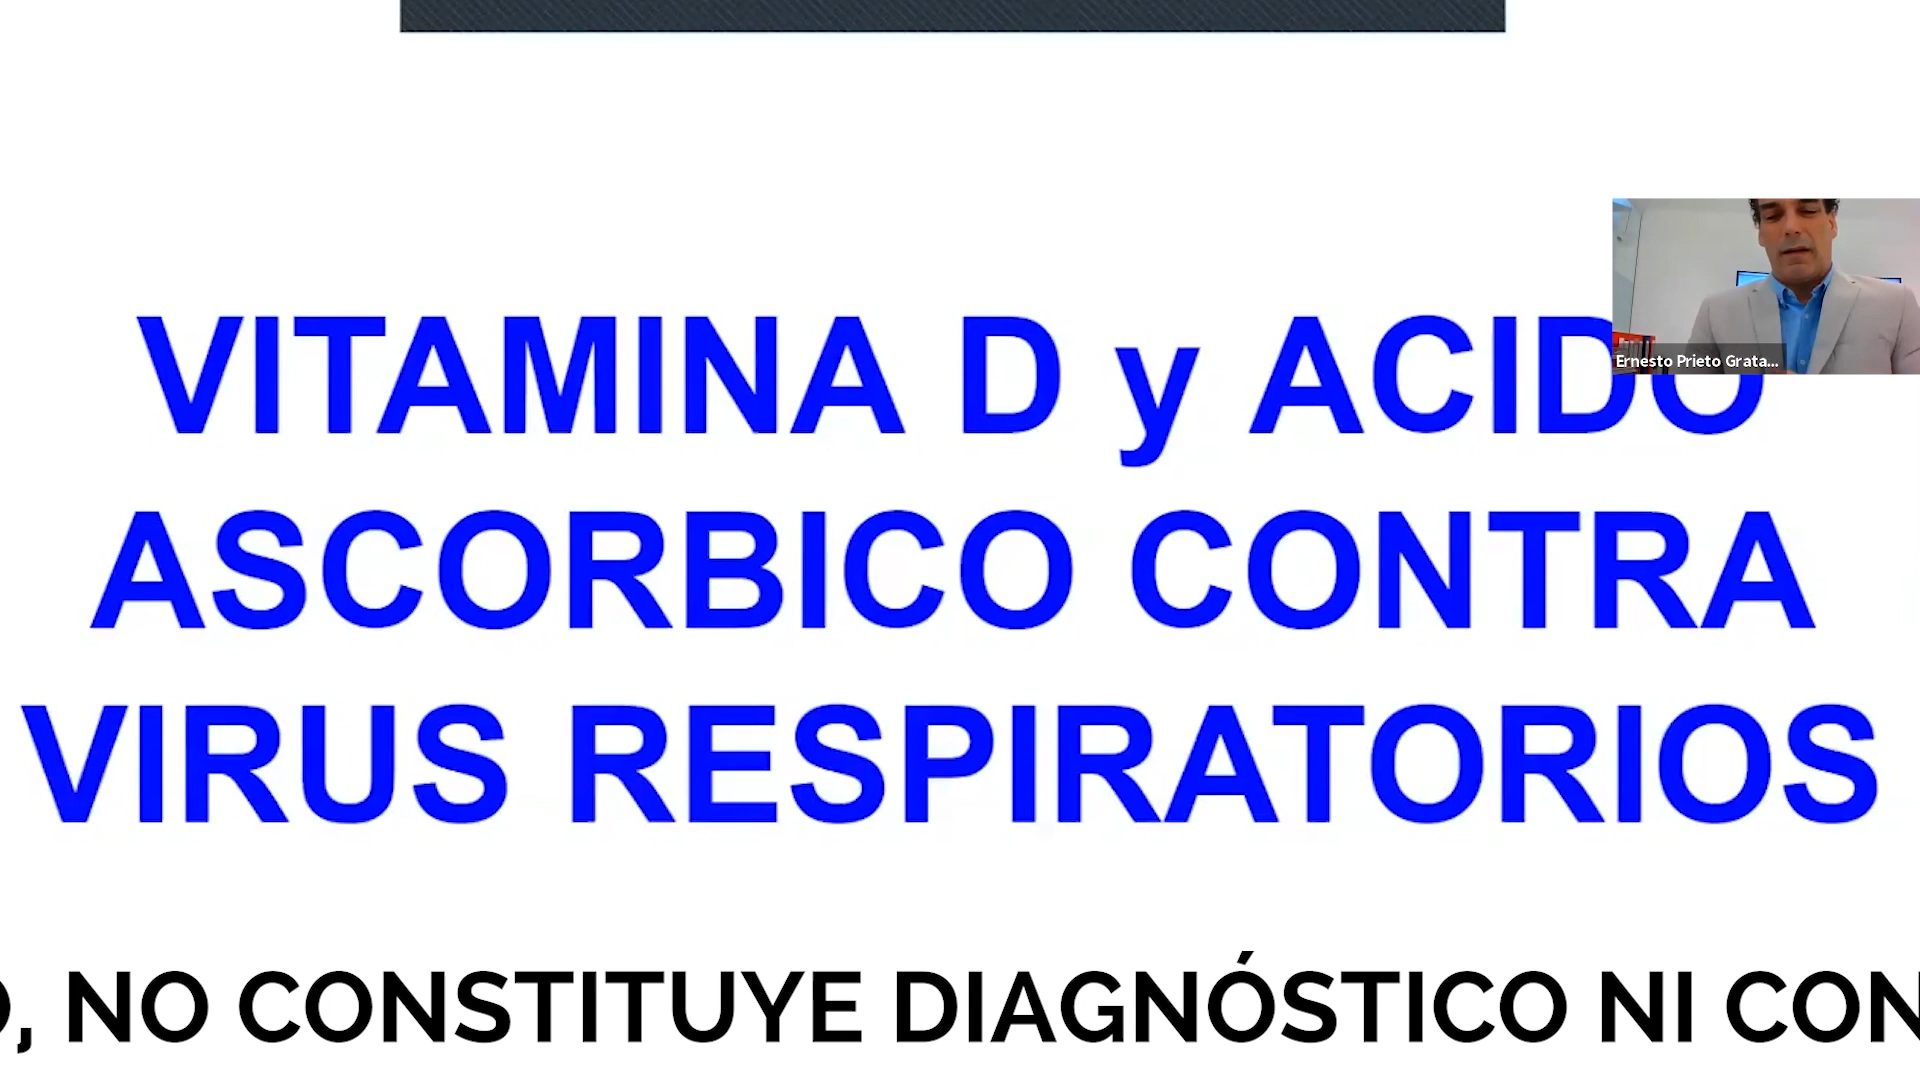 VITAMINA D y ACIDO
Ernesto Prieto Grata...
ASCORBICO CONTRA
VIRUS RESPIRATORIOS
, NO CONSTITUYE DIAGNÓSTICO NI CON